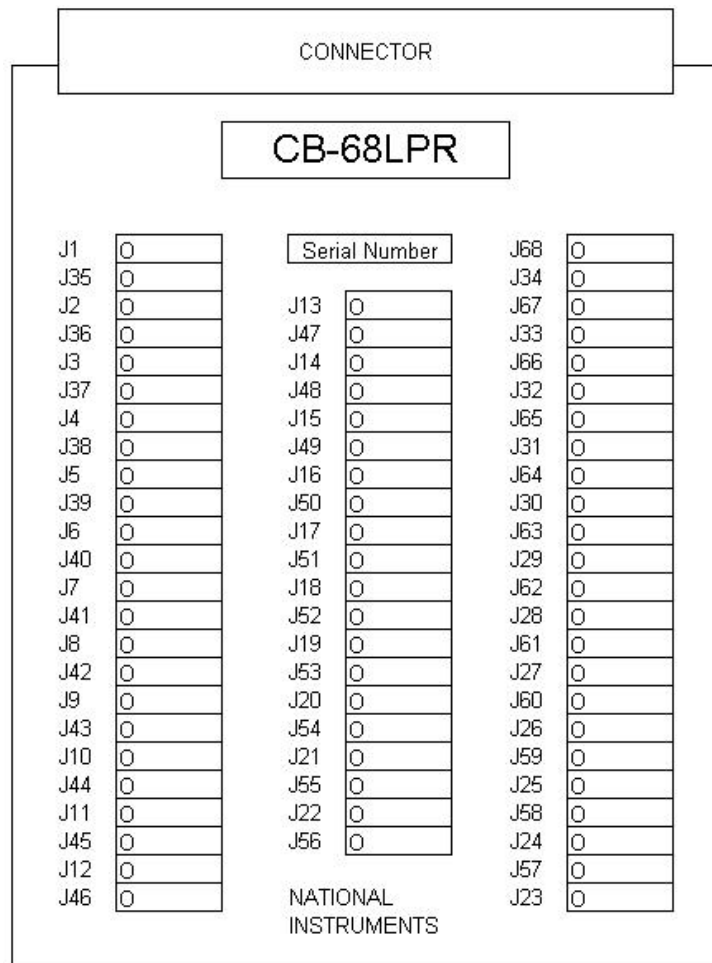 CONNECTOR
CB-68LPR
J1 O
J35 O
J2 O
J36 O
J3 O
J37 O
J4 O
J38 O
J5 O
J39 O
J6 O
J40 O
J7 O
J41 O
J8 O
J42 O
J9 O
J43 O
J10 O
J44 O
J11 O
J45 O
J12 O
J46 O
Serial Number
J13 O
J47 O
J14 O
J48 O
J15 O
J49 O
J16 O
J50 O
J17 O
J51 O
J18 O
J52 O
J19 O
J53 O
J20 O
J54 O
J21 O
J55 O
J22 O
J56 O
NATIONAL
INSTRUMENTS
J68 O
J34 O
J67 O
J33 O
J66 O
J32 O
J65 O
J31 O
J64 O
J30 O
J63 O
J29 O
J62 O
J28 O
J61 O
J27 O
J60 O
J26 O
J59 O
J25 O
J58 O
J24 O
J57 O
J23 O